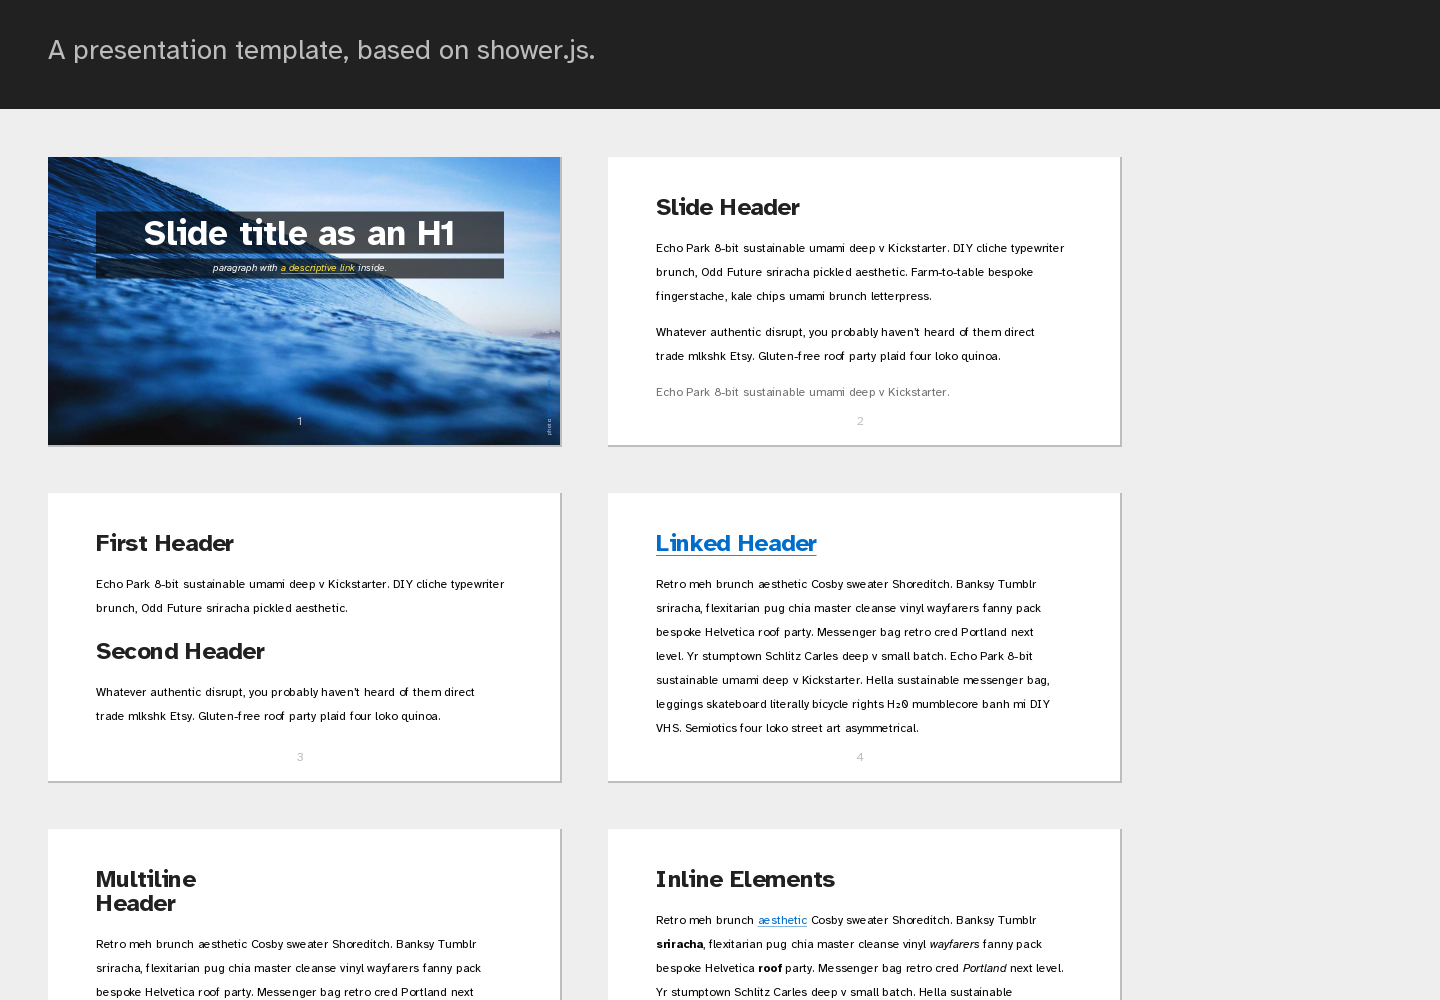 A presentation template, based on shower.js.
Slide title as an H1
paragraph with a descriptive link inside.
1
photo
Slide Header
Echo Park 8-bit sustainable umami deep v Kickstarter. DIY cliche typewriter
brunch, Odd Future sriracha pickled aesthetic. Farm-to-table bespoke
fingerstache, kale chips umami brunch letterpress.
Whatever authentic disrupt, you probably haven't heard of them direct
trade mlkshk Etsy. Gluten-free roof party plaid four loko quinoa.
Echo Park 8-bit sustainable umami deep v Kickstarter.
2
First Header
Echo Park 8-bit sustainable umami deep v Kickstarter. DIY cliche typewriter
brunch, Odd Future sriracha pickled aesthetic.
Second Header
Whatever authentic disrupt, you probably haven't heard of them direct
trade mlkshk Etsy. Gluten-free roof party plaid four loko quinoa.
3
Linked Header
Retro meh brunch aesthetic Cosby sweater Shoreditch. Banksy Tumblr
sriracha, flexitarian pug chia master cleanse vinyl wayfarers fanny pack
bespoke Helvetica roof party. Messenger bag retro cred Portland next
level. Yr stumptown Schlitz Carles deep v small batch. Echo Park 8-bit
sustainable umami deep v Kickstarter. Hella sustainable messenger bag,
leggings skateboard literally bicycle rights H₂0 mumblecore banh mi DIY
VHS. Semiotics four loko street art asymmetrical.
4
Multiline
Header
Retro meh brunch aesthetic Cosby sweater Shoreditch. Banksy Tumblr
sriracha, flexitarian pug chia master cleanse vinyl wayfarers fanny pack
bespoke Helvetica roof party. Messenger bag retro cred Portland next
Inline Elements
Retro meh brunch aesthetic Cosby sweater Shoreditch. Banksy Tumblr
sriracha, flexitarian pug chia master cleanse vinyl wayfarers fanny pack
bespoke Helvetica roof party. Messenger bag retro cred Portland next level.
Yr stumptown Schlitz Carles deep v small batch. Hella sustainable